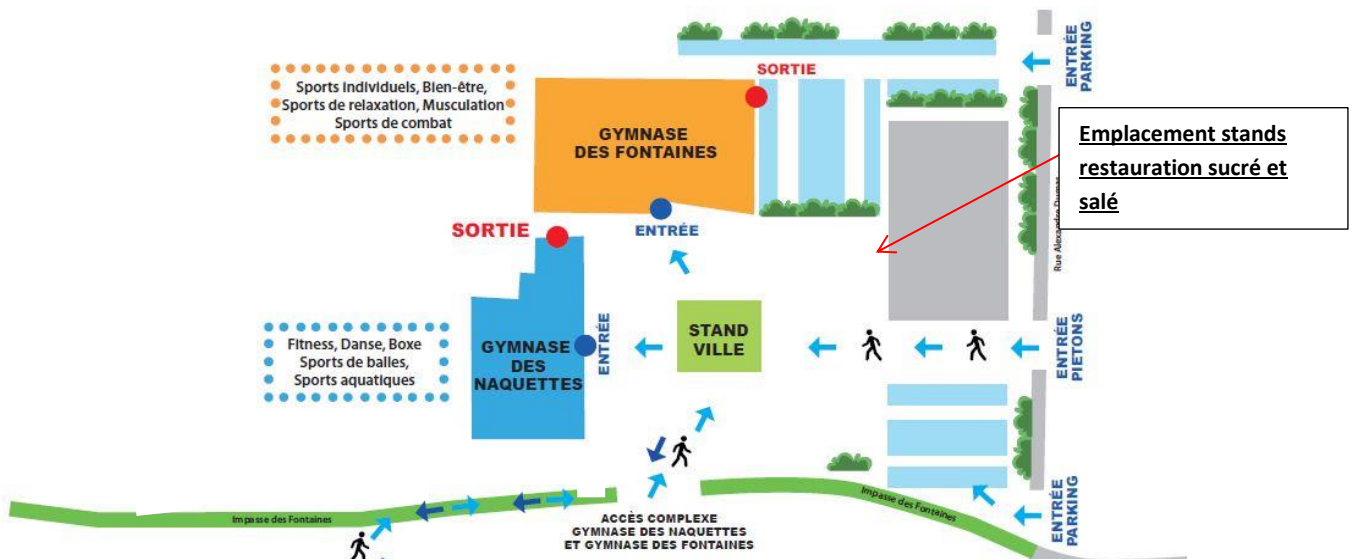 SORTIE
ENTRÉE
PARKING
Sports individuels, Bien-être,
Sports de relaxation, Musculation
Sports de combat
GYMNASE
DES FONTAINES
Emplacement stands
restauration sucré et
salé
Rue Alexandre Dumas
SORTIE
ENTRÉE
Fitness, Danse, Boxe
Sports de balles,
Sports aquatiques
GYMNASE
DES
NAQUETTES
ENTRÉE
STAND
VILLE
ENTRÉE
PIETONS
Impasse des Fontaines
Impasse des Fontaines
ACCÈS COMPLEXE
GYMNASE DES NAQUETTES
ET GYMNASE DES FONTAINES
ENTRÉE
PARKING